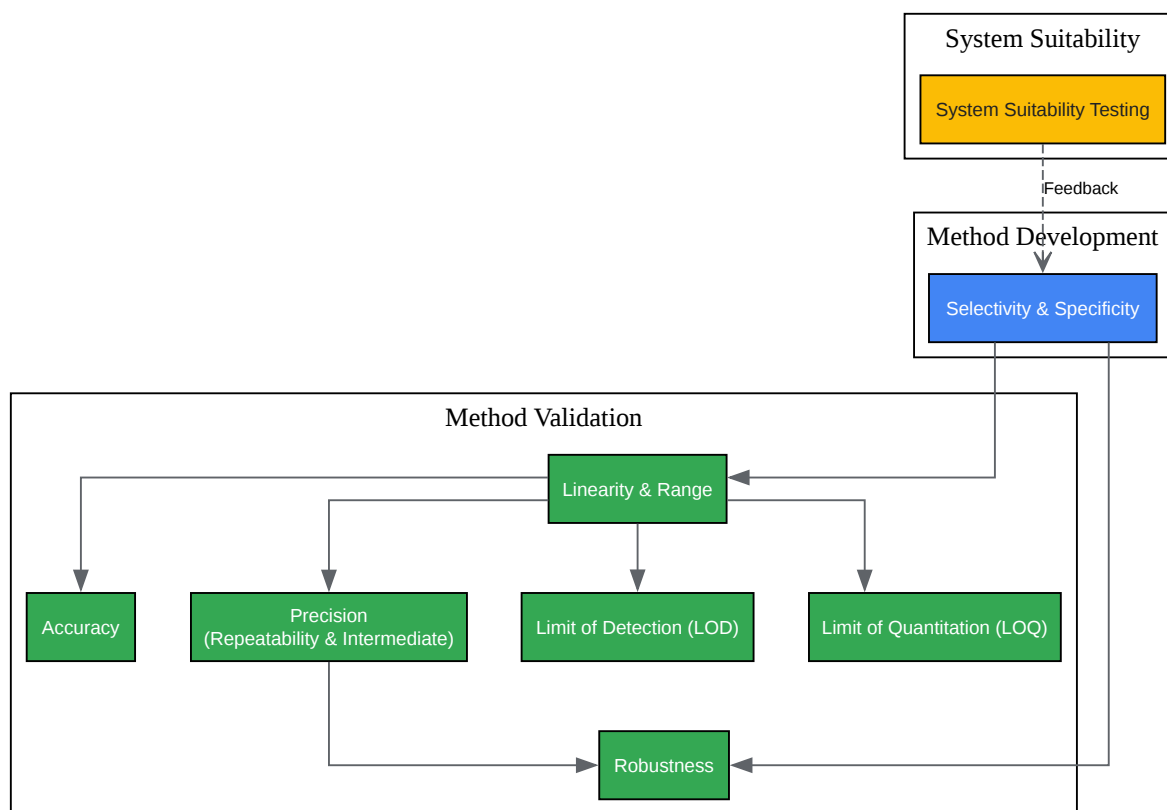 System Suitability
System Suitability Testing
Feedback
Method Development
Selectivity & Specificity
Method Validation
Linearity & Range
Accuracy
Precision
(Repeatability & Intermediate)
Limit of Detection (LOD)
Limit of Quantitation (LOQ)
Robustness